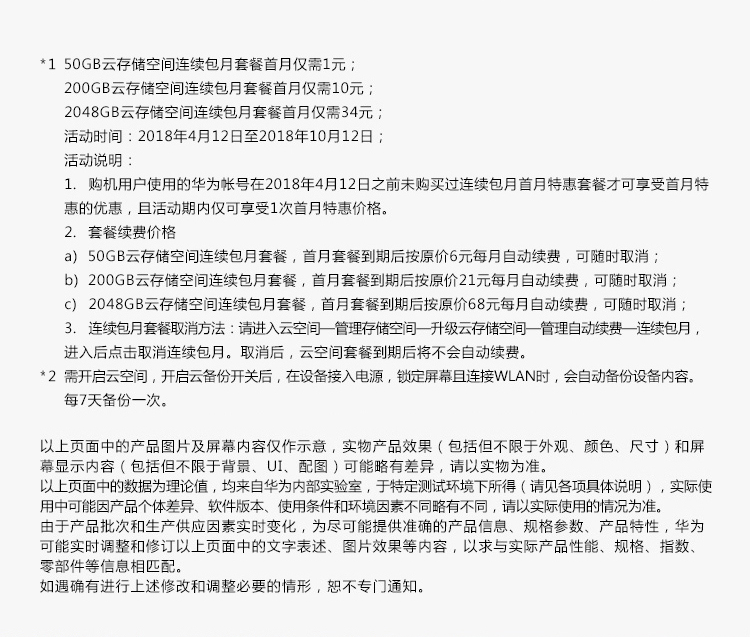 *1 50GB云存储空间连续包月套餐首月仅需1元；
200GB云存储空间连续包月套餐首月仅需10元；
2048GB云存储空间连续包月套餐首月仅需34元；
活动时间：2018年4月12日至2018年10月12日；
活动说明：
1. 购机用户使用的华为帐号在2018年4月12日之前未购买过连续包月首月特惠套餐才可享受首月特
惠的优惠，且活动期内仅可享受1次首月特惠价格。
2. 套餐续费价格
a) 50GB云存储空间连续包月套餐，首月套餐到期后按原价6元每月自动续费，可随时取消；
b) 200GB云存储空间连续包月套餐，首月套餐到期后按原价21元每月自动续费，可随时取消；
c) 2048GB云存储空间连续包月套餐，首月套餐到期后按原价68元每月自动续费，可随时取消；
3. 连续包月套餐取消方法：请进入云空间—管理存储空间—升级云存储空间—管理自动续费—连续包月，
进入后点击取消连续包月。取消后，云空间套餐到期后将不会自动续费。
*2 需开启云空间，开启云备份开关后，在设备接入电源，锁定屏幕且连接WLAN时，会自动备份设备内容。
每7天备份一次。
以上页面中的产品图片及屏幕内容仅作示意，实物产品效果（包括但不限于外观、颜色、尺寸）和屏
幕显示内容（包括但不限于背景、UI、配图）可能略有差异，请以实物为准。
以上页面中的数据为理论值，均来自华为内部实验室，于特定测试环境下所得（请见各项具体说明），实际使
用中可能因产品个体差异、软件版本、使用条件和环境因素不同略有不同，请以实际使用的情况为准。
由于产品批次和生产供应因素实时变化，为尽可能提供准确的产品信息、规格参数、产品特性，华为
可能实时调整和修订以上页面中的文字表述、图片效果等内容，以求与实际产品性能、规格、指数、
零部件等信息相匹配。
如遇确有进行上述修改和调整必要的情形，恕不专门通知。